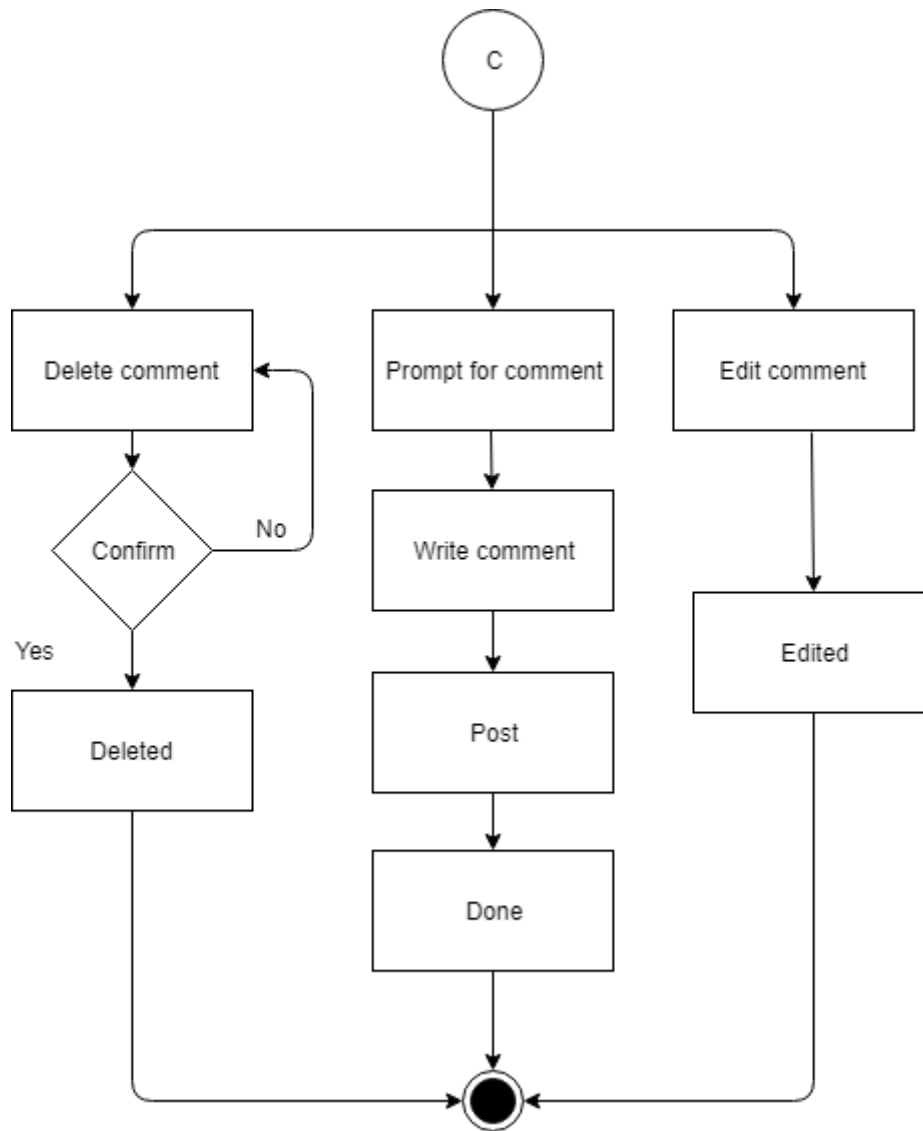 C
Delete comment
Prompt for comment
Edit comment
No
Confirm
Write comment
Yes
Edited
Deleted
Post
Done